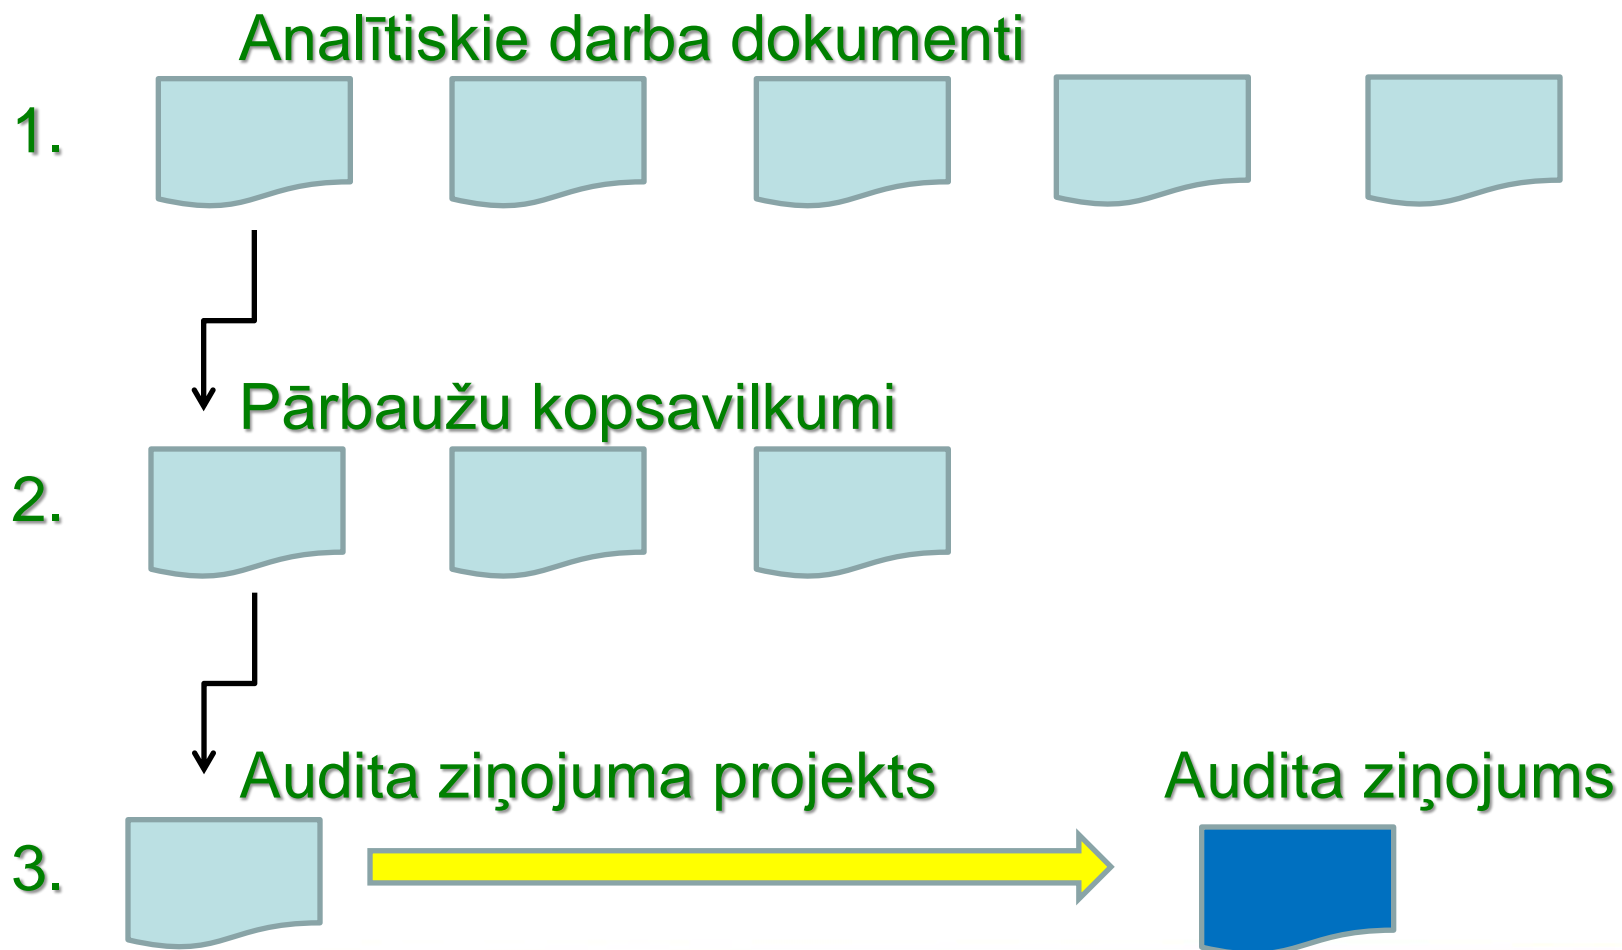 Analītiskie darba dokumenti
1.
Pārbaužu kopsavilkumi
2.
Audita ziņojuma projekts
Audita ziņojums
3.